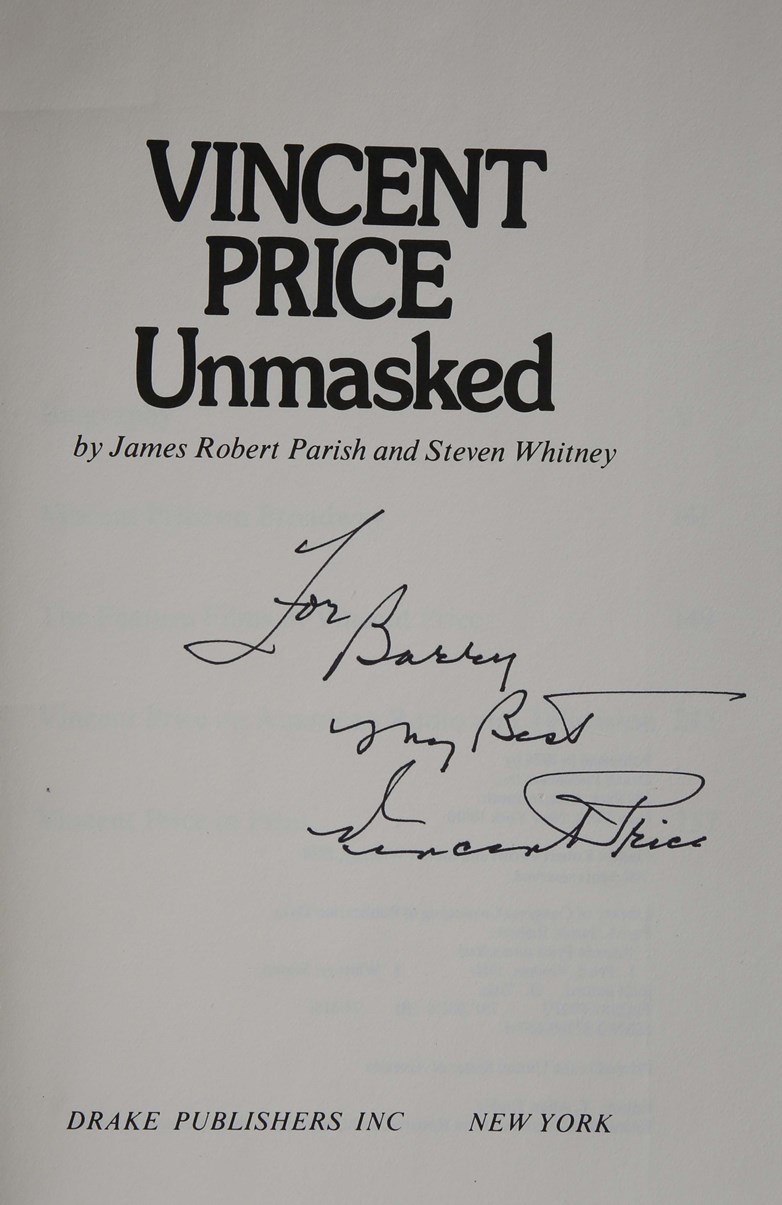 VINCENT
PRICE
Unmasked
by James Robert Parish and Steven Whitney
For Barry
My Best
Vincent Price
DRAKE PUBLISHERS INC NEW YORK